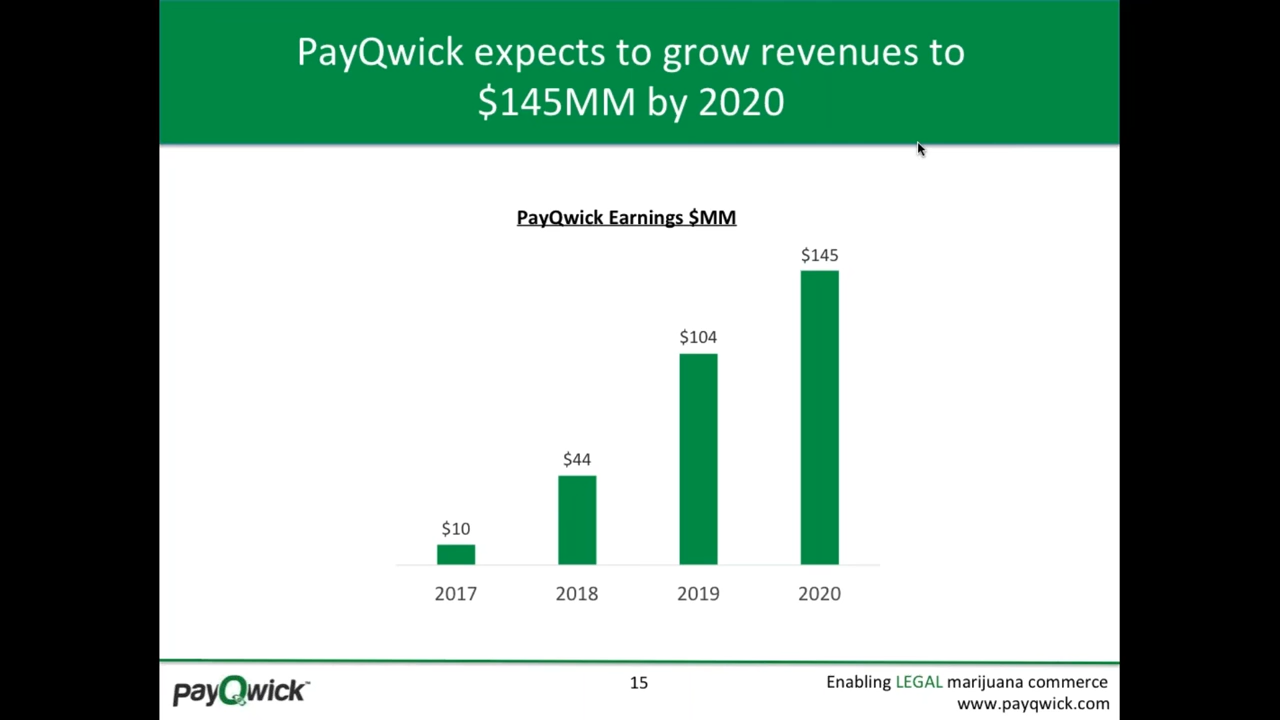 PayQwick expects to grow revenues to
$145MM by 2020
PayQwick Earnings $MM
$145
$104
$44
$10
2017 2018 2019 2020
payQwick™
15
Enabling LEGAL marijuana commerce
www.payqwick.com